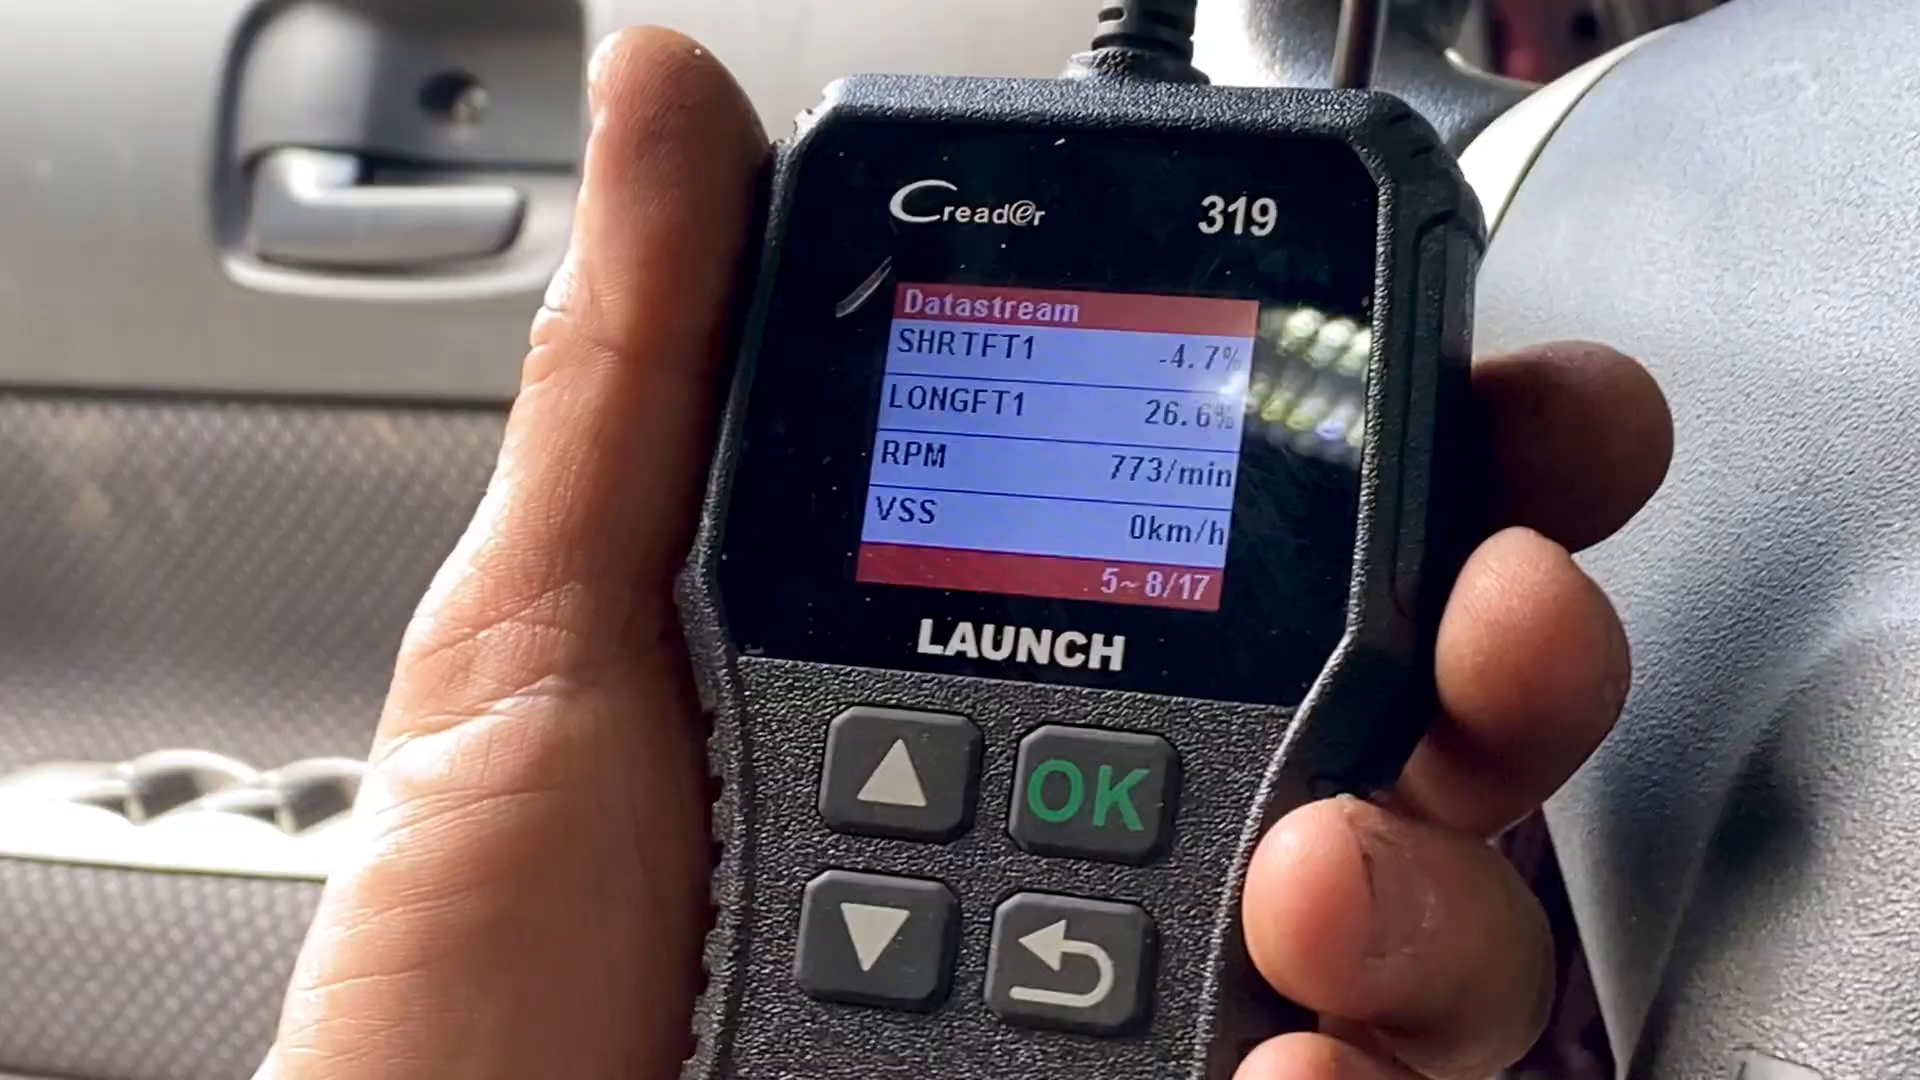 Creader 319
Datastream
SHRTFT1 -4.7%
LONGFT1 26.6%
RPM 773/min
VSS 0km/h
5~8/17
LAUNCH
OK